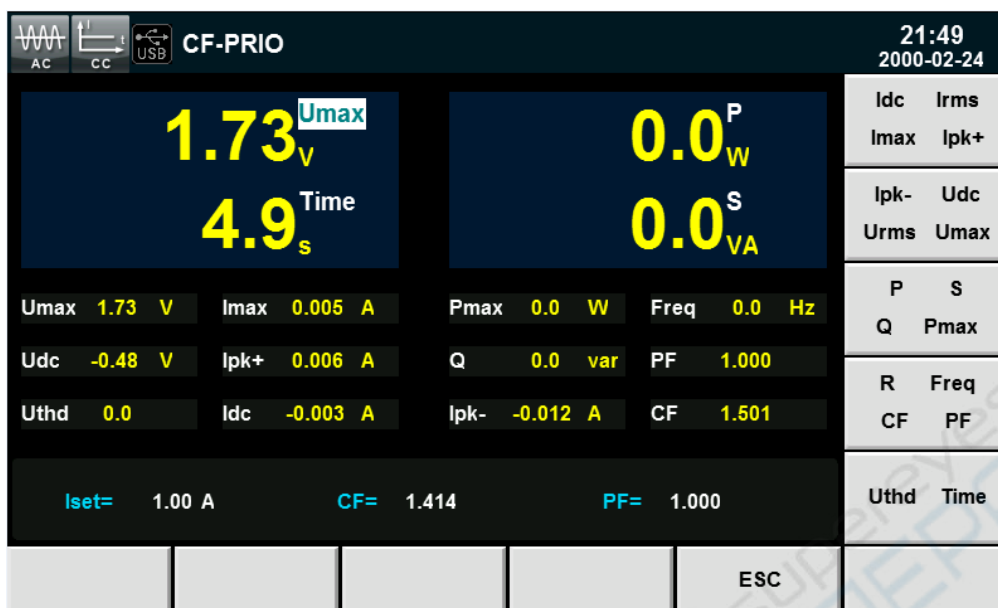 AC CC USB CF-PRIO 21:49
2000-02-24
1.73 V Umax 0.0 W P
4.9 s Time 0.0 VA S
Umax 1.73 V Imax 0.005 A Pmax 0.0 W Freq 0.0 Hz
Udc -0.48 V Ipk+ 0.006 A Q 0.0 var PF 1.000
Uthd 0.0 Idc -0.003 A Ipk- -0.012 A CF 1.501
Iset= 1.00 A CF= 1.414 PF= 1.000
Idc Irms
Imax Ipk+
Ipk- Udc
Urms Umax
P S
Q Pmax
R Freq
CF PF
Uthd Time
ESC